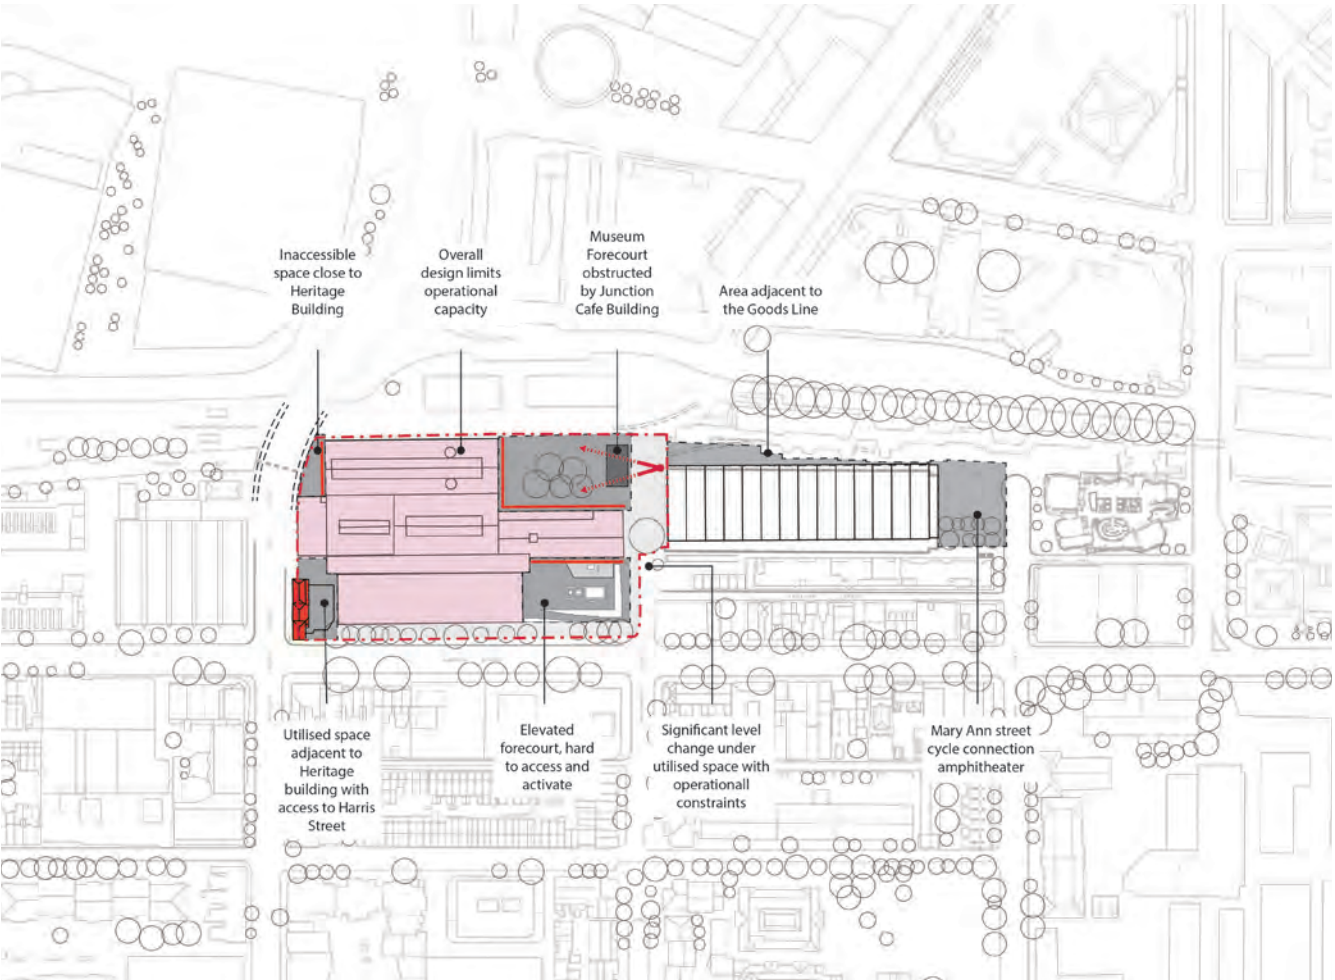 Inaccessible
space close to
Heritage
Building
Overall
design limits
operational
capacity
Museum
Forecourt
obstructed
by Junction
Cafe Building
Area adjacent to
the Goods Line
Utilised space
adjacent to
Heritage
building with
access to Harris
Street
Elevated
forecourt, hard
to access and
activate
Significant level
change under
utilised space with
operationall
constraints
Mary Ann street
cycle connection
amphitheater